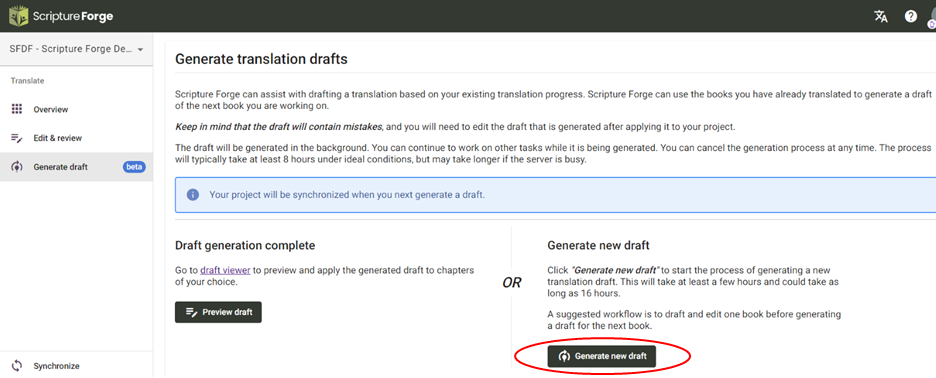 ScriptureForge
SFDF - Scripture Forge De...
Translate
Overview
Edit & review
Generate draft beta
Synchronize
Generate translation drafts
Scripture Forge can assist with drafting a translation based on your existing translation progress. Scripture Forge can use the books you have already translated to generate a draft
of the next book you are working on.
Keep in mind that the draft will contain mistakes, and you will need to edit the draft that is generated after applying it to your project.
The draft will be generated in the background. You can continue to work on other tasks while it is being generated. You can cancel the generation process at any time. The process
will typically take at least 8 hours under ideal conditions, but may take longer if the server is busy.
Your project will be synchronized when you next generate a draft.
Draft generation complete
Go to draft viewer to preview and apply the generated draft to chapters
of your choice.
Preview draft
OR
Generate new draft
Click "Generate new draft" to start the process of generating a new
translation draft. This will take at least a few hours and could take as
long as 16 hours.
A suggested workflow is to draft and edit one book before generating
a draft for the next book.
Generate new draft